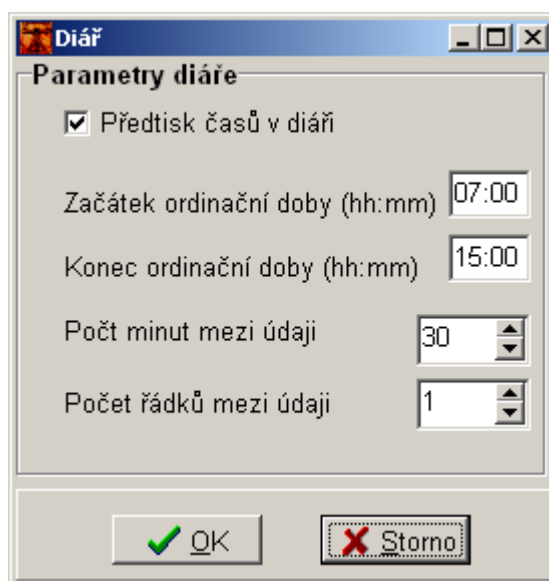 Diář
Parametry diáře
Předtisk časů v diáři
Začátek ordinační doby (hh:mm) 07:00
Konec ordinační doby (hh:mm) 15:00
Počt minut mezi údaji 30
Počet řádků mezi údaji 1
OK Storno